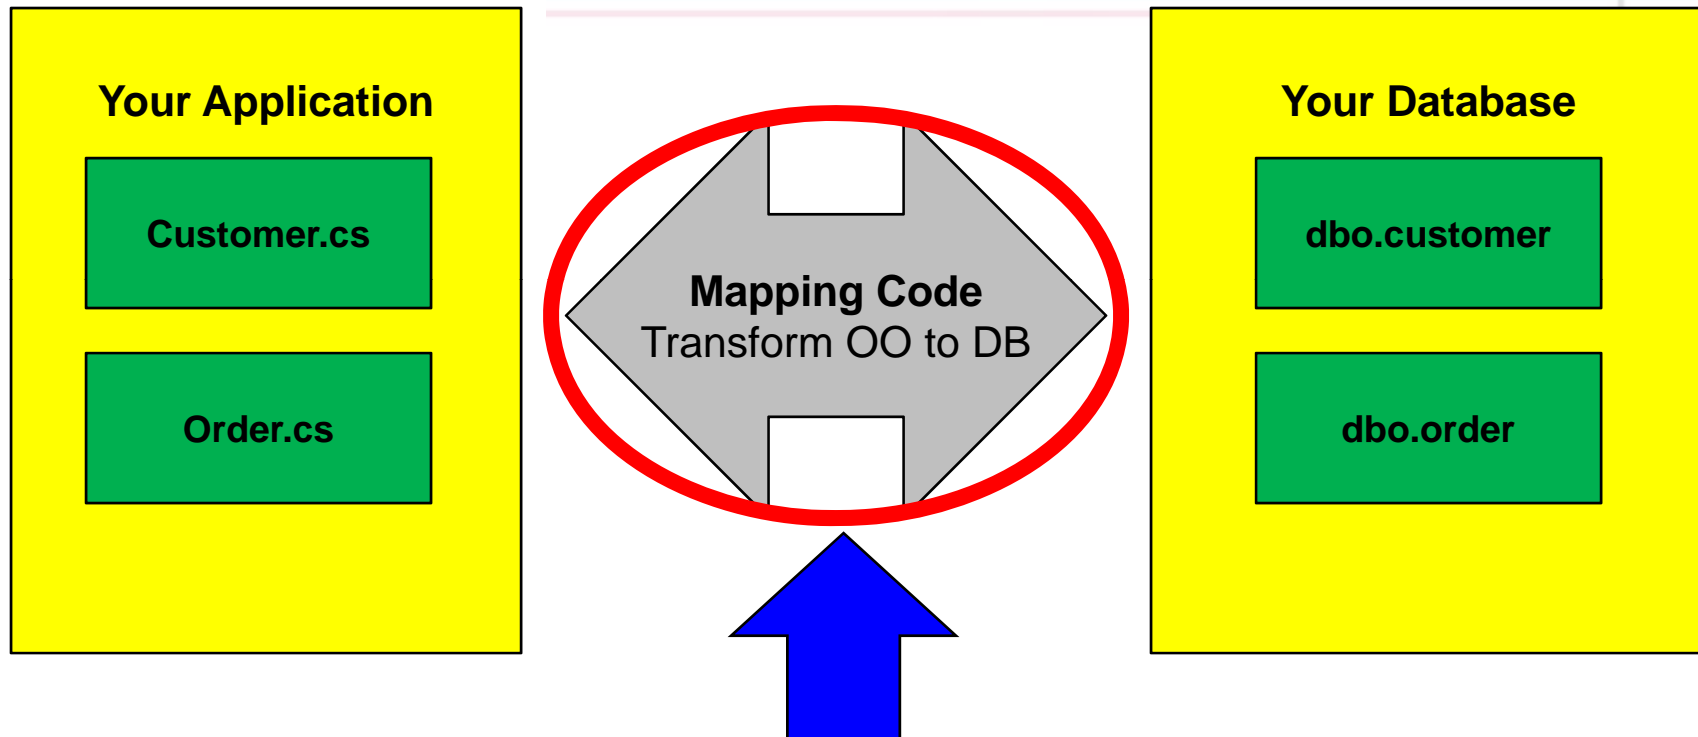 Your Application
Customer.cs
Order.cs
Mapping Code
Transform OO to DB
Your Database
dbo.customer
dbo.order